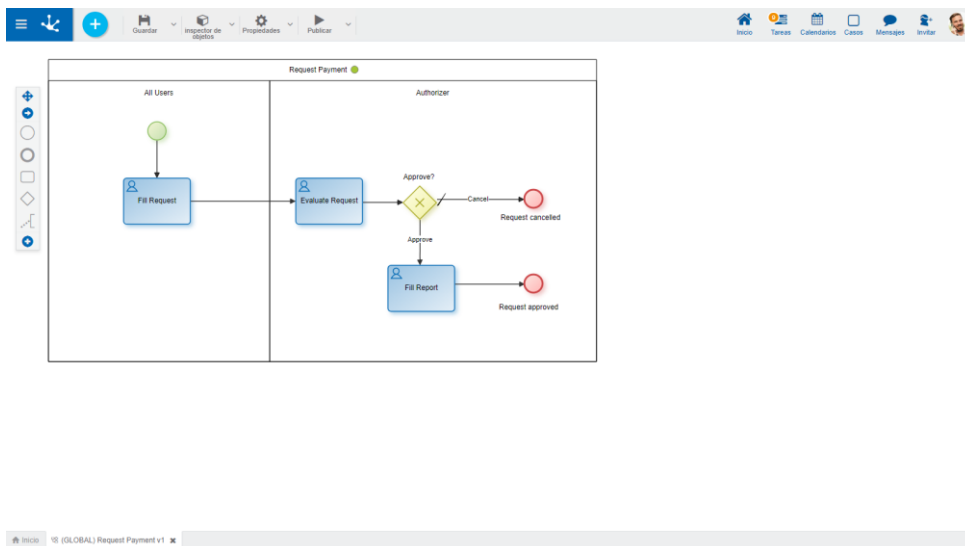 Guardar
Inspector de
objetos
Propiedades
Publicar
Inicio
Tareas
Calendarios
Casos
Mensajes
Invitar
Request Payment
All Users
Authorizer
Approve?
Fill Request
Evaluate Request
Cancel
Request cancelled
Approve
Fill Report
Request approved
Inicio
(GLOBAL) Request Payment v1